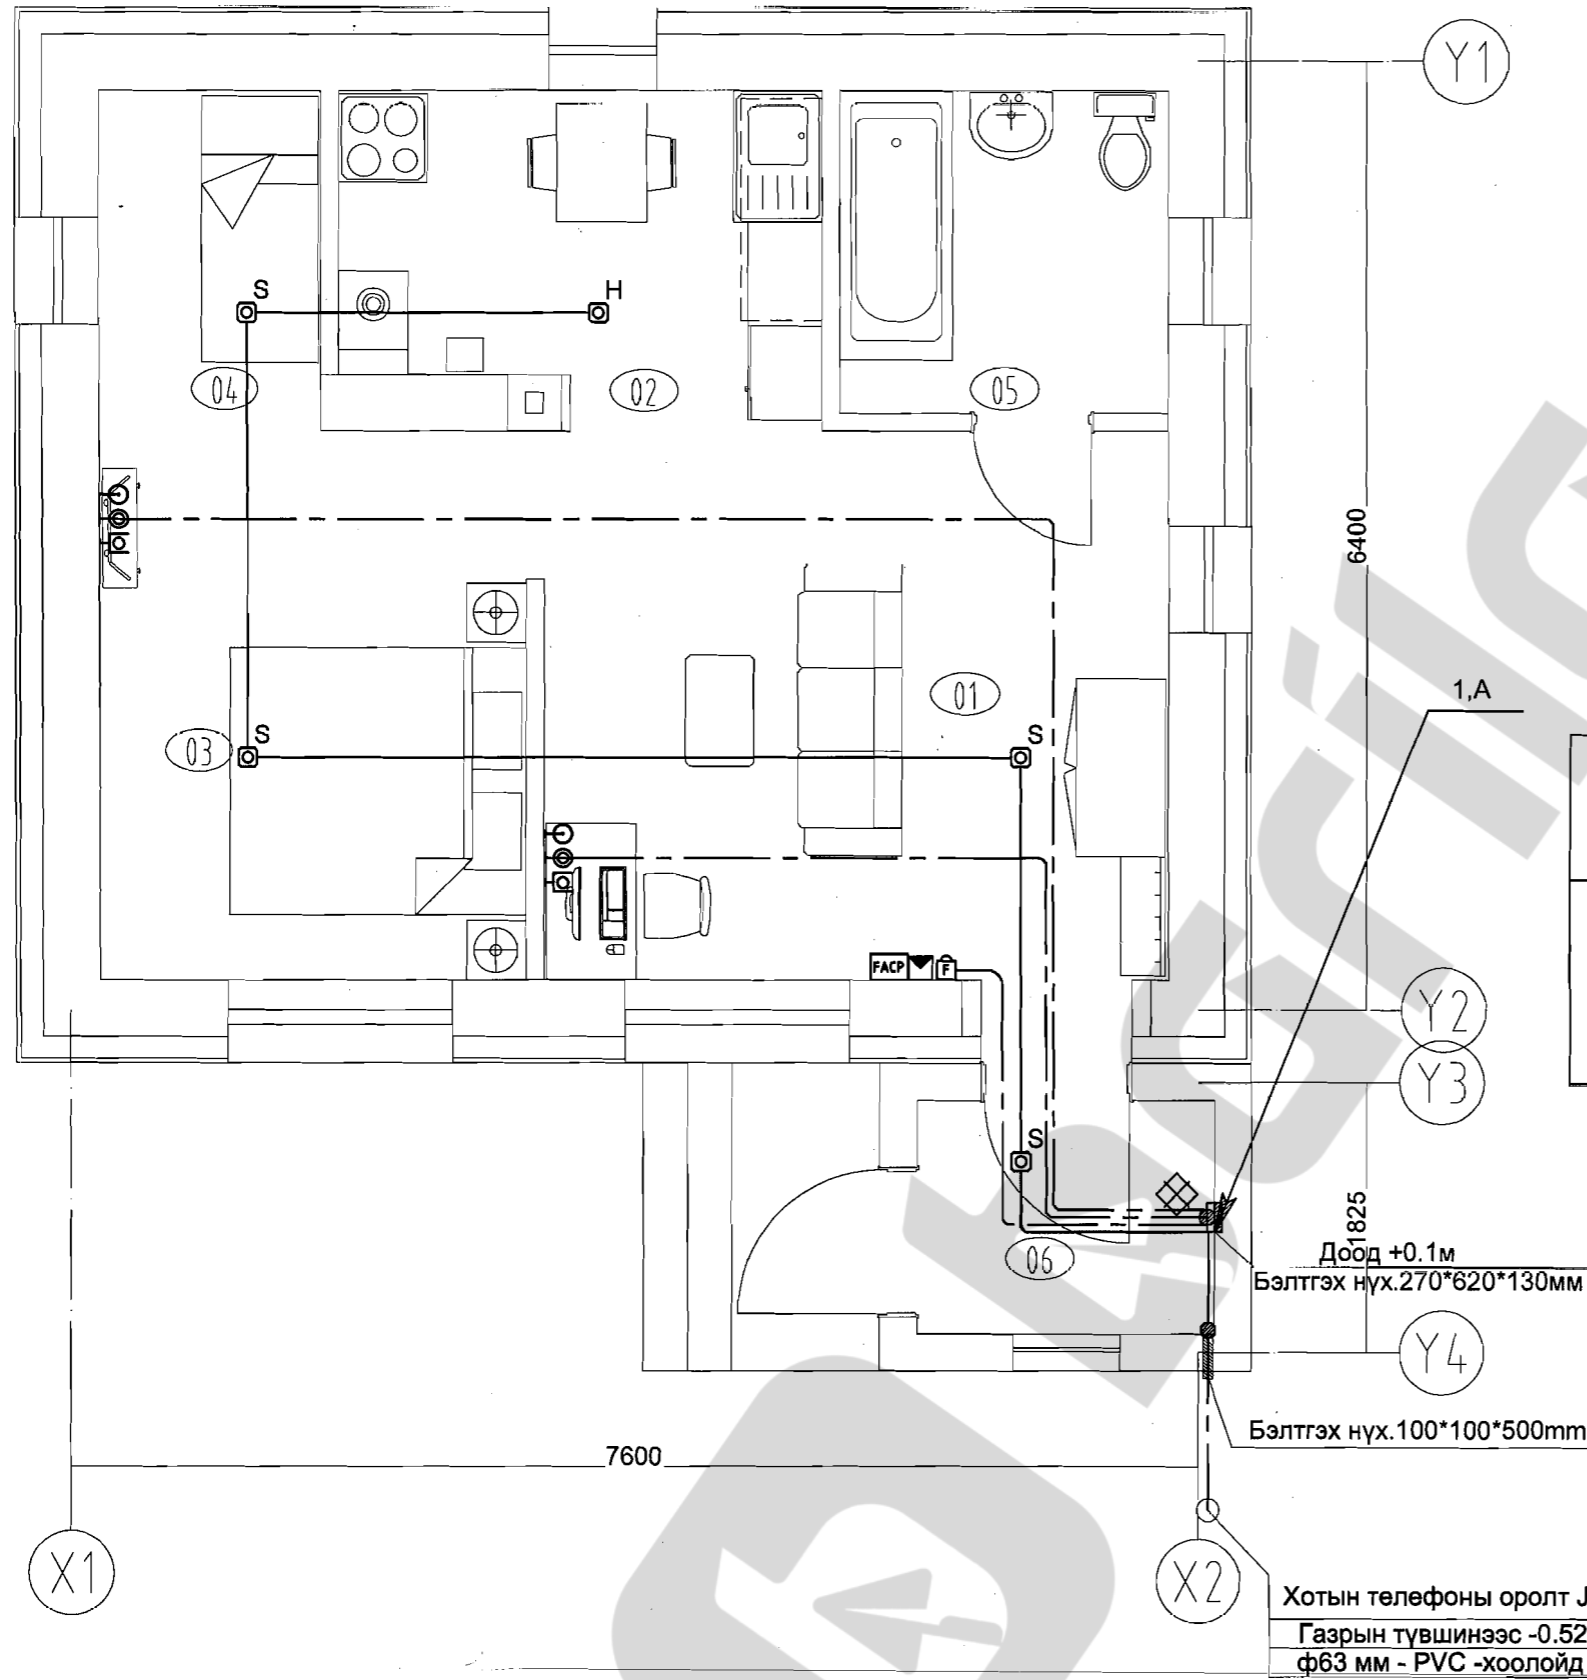 Y1
S
H
04
02
05
6400
1,A
01
03
S
S
FACP
F
Y2
Y3
S
06
1825
Доод +0.1м
Бэлтгэх нүх.270*620*130мм
Y4
Бэлтгэх нүх.100*100*500mm
7600
X1
X2
Хотын телефоны оролт J
Газрын түвшинээс -0.52
ф63 мм - PVC -хоолойд